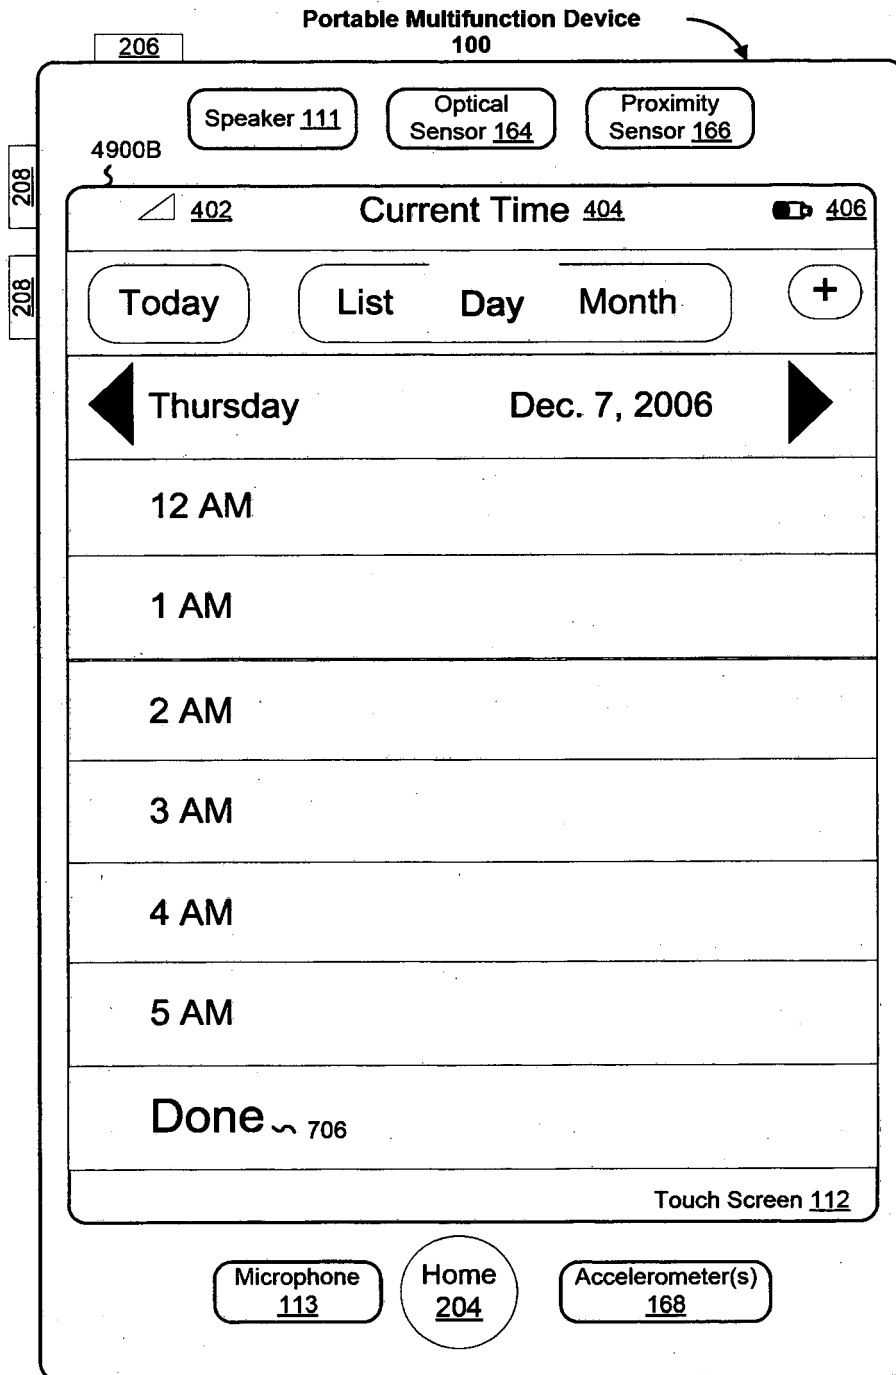 Portable Multifunction Device
100
206
Speaker 111
Optical
Sensor 164
Proximity
Sensor 166
4900B
208
208
402
Current Time 404
406
Today
List
Day
Month
+
Thursday
Dec. 7, 2006
12 AM
1 AM
2 AM
3 AM
4 AM
5 AM
Done 706
Touch Screen 112
Microphone
113
Home
204
Accelerometer(s)
168